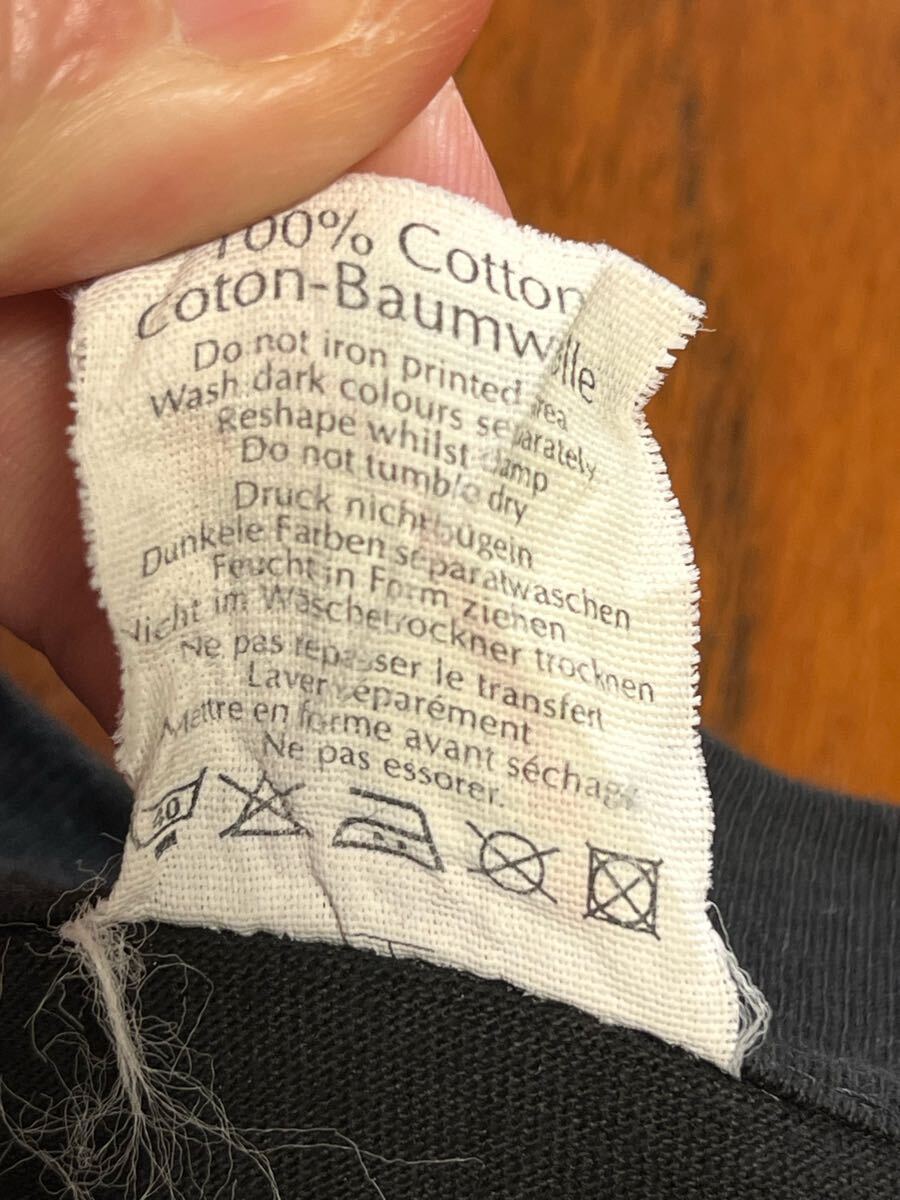 100% Cotton
Coton-Baumwolle
Do not iron printed area
Wash dark colours separately
Reshape whilst damp
Do not tumble dry
Druck nicht bügein
Dunkele Farben separatwaschen
Feucht in Form ziehen
Nicht im Wäschetrockner trocknen
Ne pas repasser le transfert
Laver séparément
Mettre en forme avant séchage
Ne pas essorer.
40